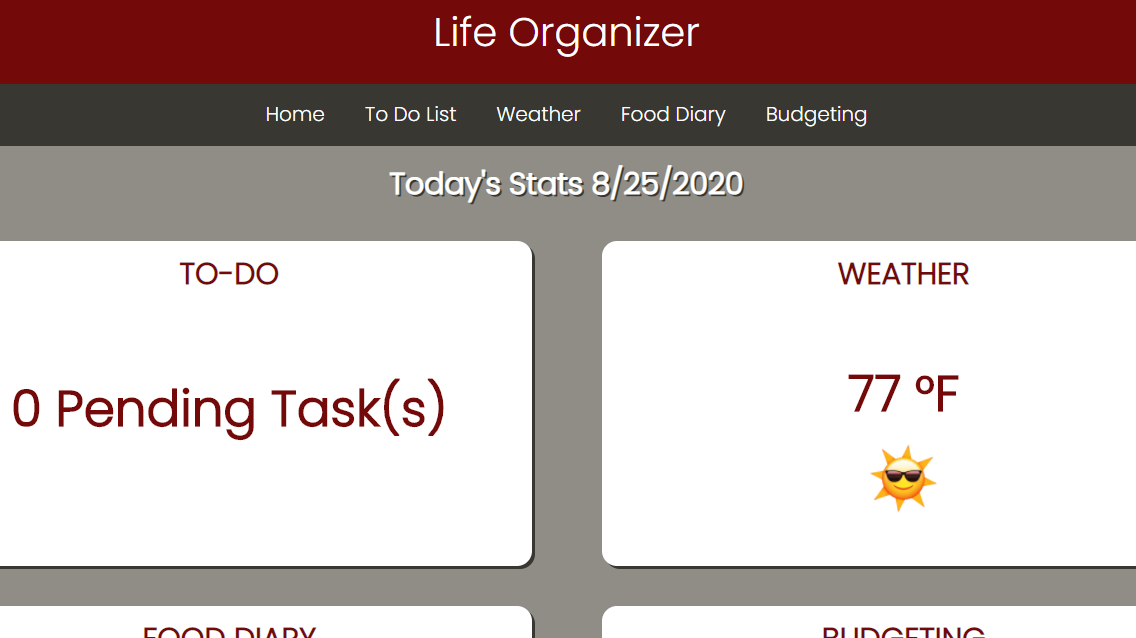 Life Organizer
Home To Do List Weather Food Diary Budgeting
Today's Stats 8/25/2020
TO-DO
0 Pending Task(s)
WEATHER
77 °F
FOOD DIARY
BUDGETING